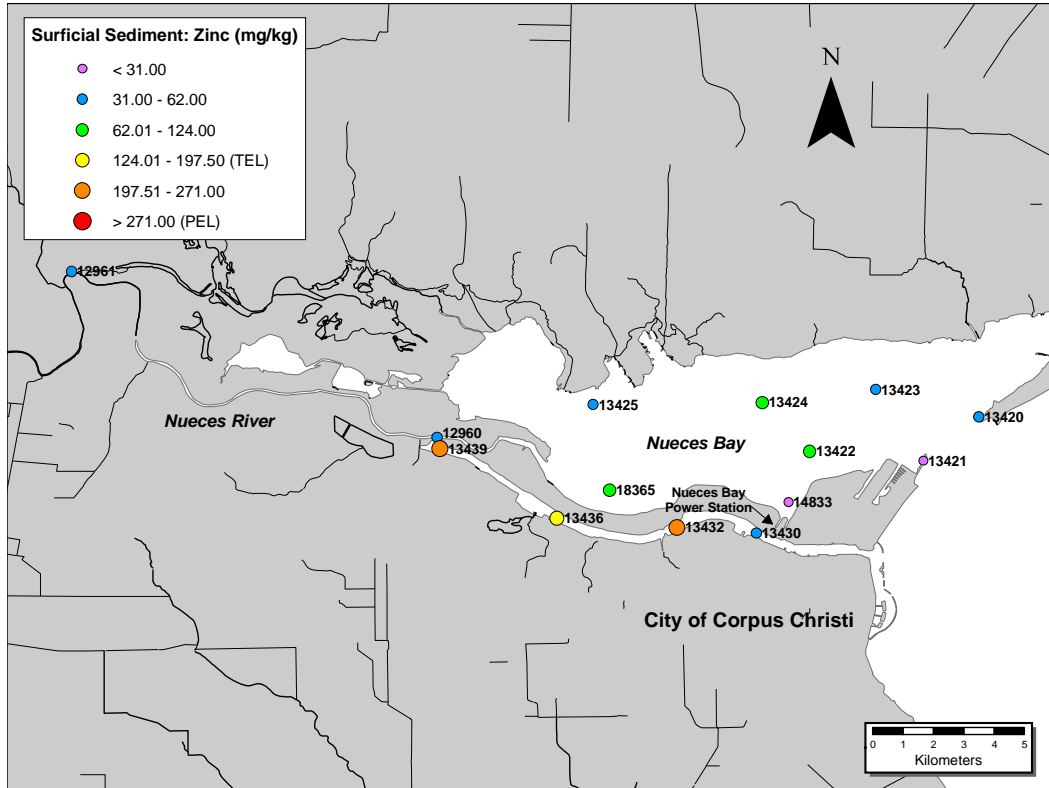 Surficial Sediment: Zinc (mg/kg)
< 31.00
31.00 - 62.00
62.01 - 124.00
124.01 - 197.50 (TEL)
197.51 - 271.00
> 271.00 (PEL)
N
12961
13425
13424
13423
13420
Nueces River
12960
13439
Nueces Bay
13422
13421
18365
Nueces Bay
Power Station
14833
13436
13432
13430
City of Corpus Christi
0 1 2 3 4 5
Kilometers